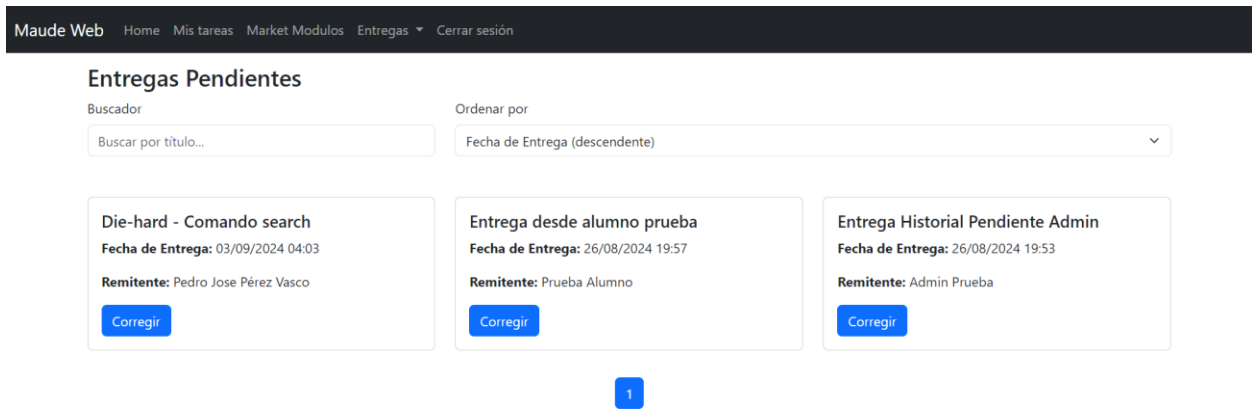 Maude Web Home Mis tareas Market Modulos Entregas Cerrar sesión
Entregas Pendientes
Buscador
Buscar por título...
Ordenar por
Fecha de Entrega (descendente)
Die-hard - Comando search
Fecha de Entrega: 03/09/2024 04:03
Remitente: Pedro Jose Pérez Vasco
Corregir
Entrega desde alumno prueba
Fecha de Entrega: 26/08/2024 19:57
Remitente: Prueba Alumno
Corregir
Entrega Historial Pendiente Admin
Fecha de Entrega: 26/08/2024 19:53
Remitente: Admin Prueba
Corregir
1